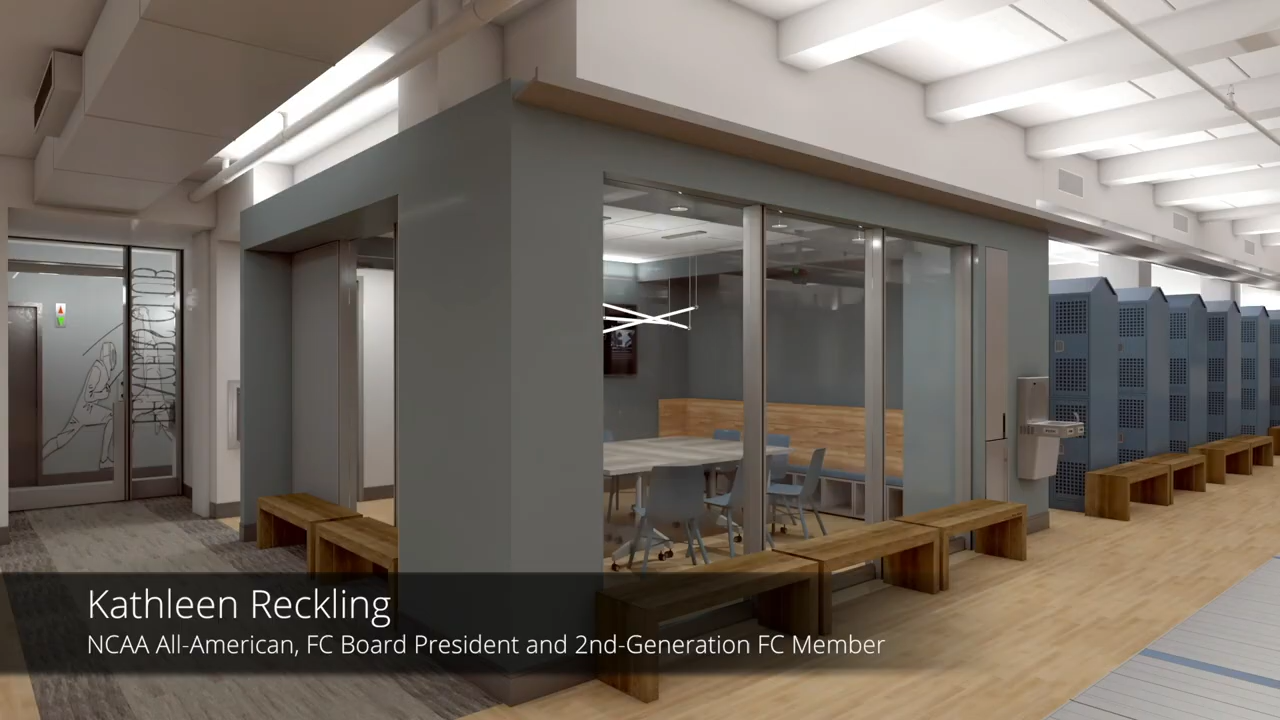 Kathleen Reckling
NCAA All-American, FC Board President and 2nd-Generation FC Member